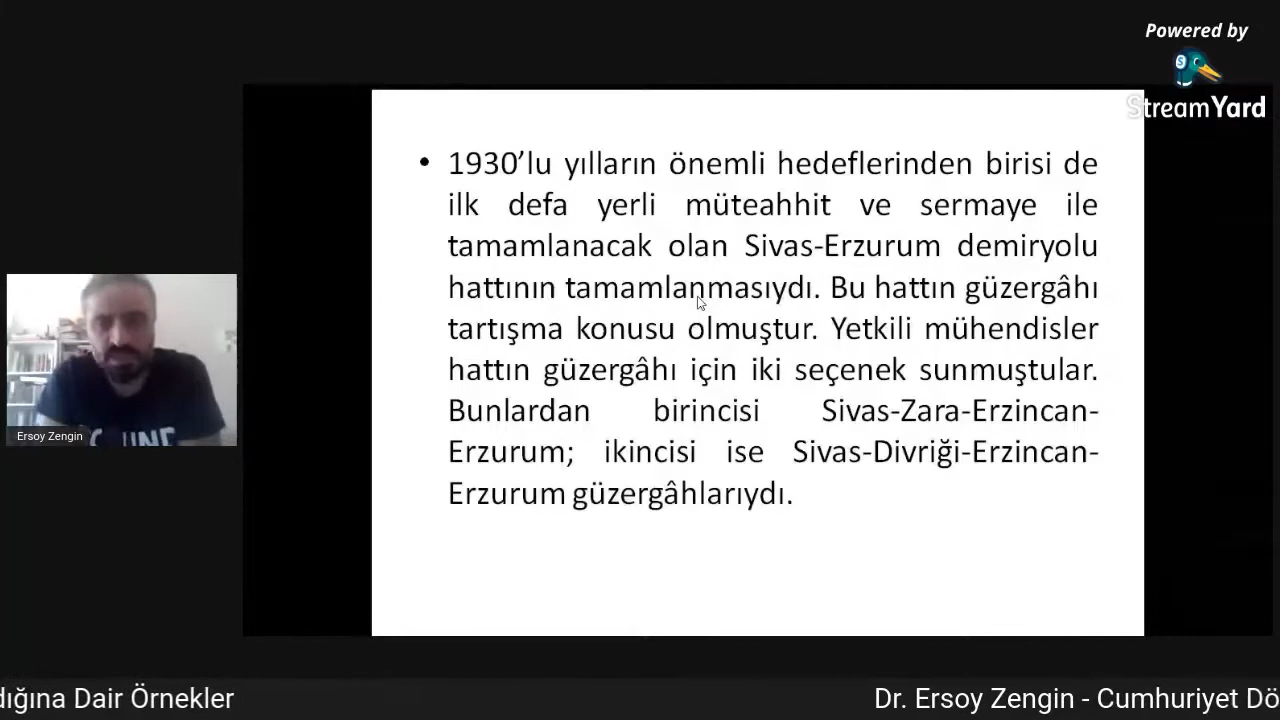 Powered by
StreamYard
• 1930’lu yılların önemli hedeflerinden birisi de
ilk defa yerli müteahhit ve sermaye ile
tamamlanacak olan Sivas-Erzurum demiryolu
hattının tamamlanmasıydı. Bu hattın güzergâhı
tartışma konusu olmuştur. Yetkili mühendisler
hattın güzergâhı için iki seçenek sunmuştular.
Bunlardan birincisi Sivas-Zara-Erzincan-
Erzurum; ikincisi ise Sivas-Divriği-Erzincan-
Erzurum güzergâhlarıydı.
Ersoy Zengin
dığına Dair Örnekler Dr. Ersoy Zengin - Cumhuriyet Dö